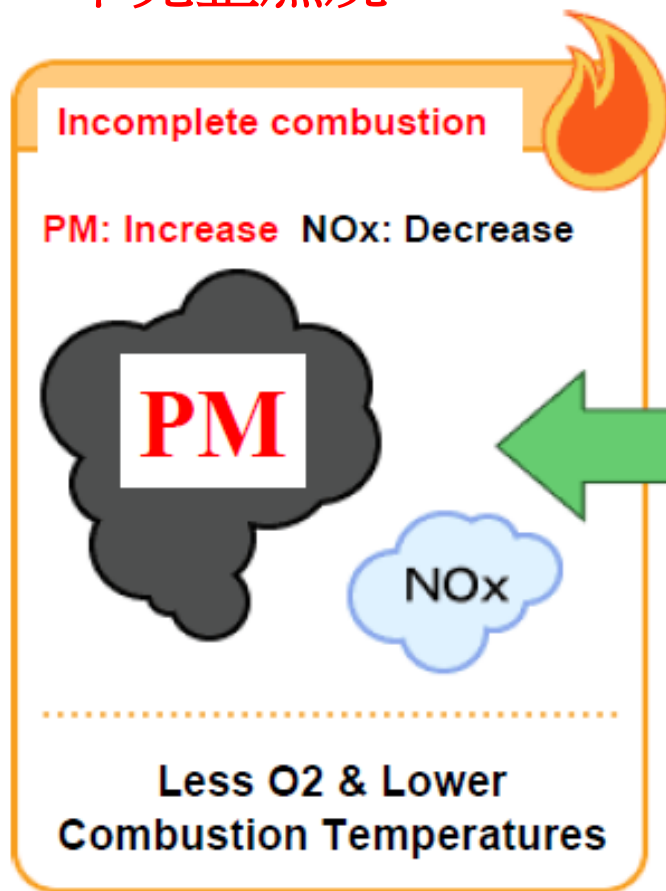 Incomplete combustion
PM: Increase NOx: Decrease
PM
NOx
Less O2 & Lower
Combustion Temperatures